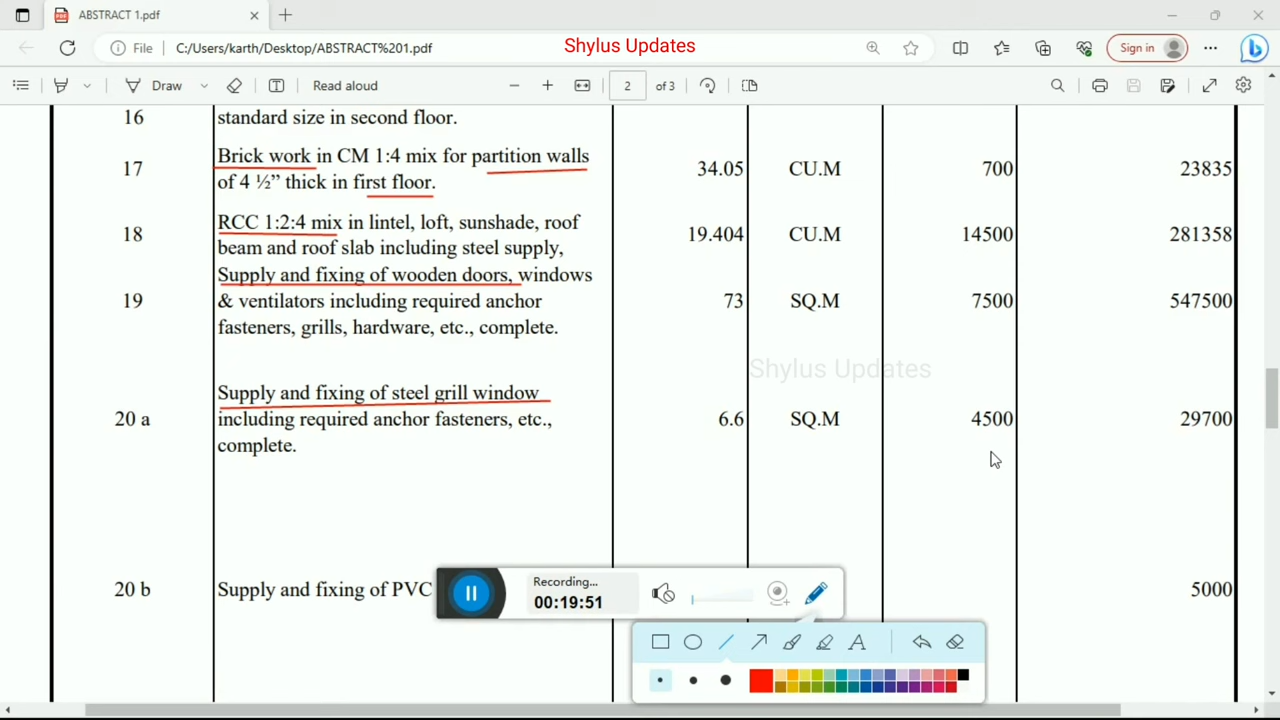 ABSTRACT 1.pdf
File
C:/Users/karth/Desktop/ABSTRACT%201.pdf
Shylus Updates
Sign in
Draw
Read aloud
2 of 3
16 standard size in second floor.
17 Brick work in CM 1:4 mix for partition walls
of 4 ½” thick in first floor.
34.05 CU.M 700 23835
18 RCC 1:2:4 mix in lintel, loft, sunshade, roof
beam and roof slab including steel supply,
19.404 CU.M 14500 281358
19 Supply and fixing of wooden doors, windows
& ventilators including required anchor
fasteners, grills, hardware, etc., complete.
73 SQ.M 7500 547500
Shylus Updates
20 a Supply and fixing of steel grill window
including required anchor fasteners, etc.,
complete.
6.6 SQ.M 4500 29700
20 b Supply and fixing of PVC 5000
Recording...
00:19:51
A